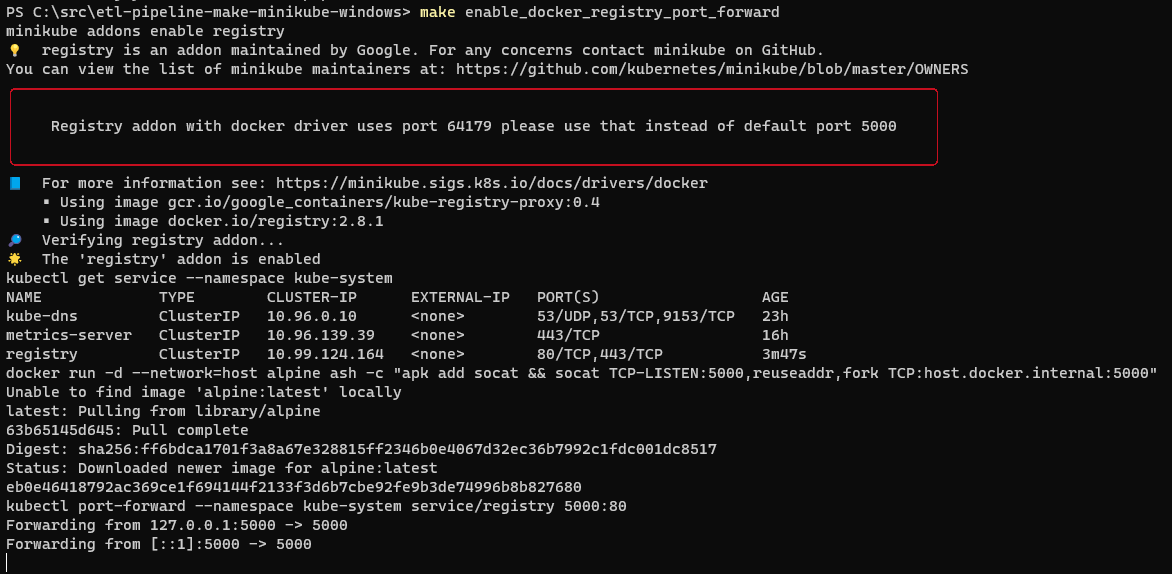 PS C:\src\etl-pipeline-make-minikube-windows> make enable_docker_registry_port_forward
minikube addons enable registry
registry is an addon maintained by Google. For any concerns contact minikube on GitHub.
You can view the list of minikube maintainers at: https://github.com/kubernetes/minikube/blob/master/OWNERS
Registry addon with docker driver uses port 64179 please use that instead of default port 5000
For more information see: https://minikube.sigs.k8s.io/docs/drivers/docker
▪ Using image gcr.io/google_containers/kube-registry-proxy:0.4
▪ Using image docker.io/registry:2.8.1
Verifying registry addon...
The 'registry' addon is enabled
kubectl get service --namespace kube-system
NAME TYPE CLUSTER-IP EXTERNAL-IP PORT(S) AGE
kube-dns ClusterIP 10.96.0.10 <none> 53/UDP,53/TCP,9153/TCP 23h
metrics-server ClusterIP 10.96.139.39 <none> 443/TCP 16h
registry ClusterIP 10.99.124.164 <none> 80/TCP,443/TCP 3m47s
docker run -d --network=host alpine ash -c "apk add socat && socat TCP-LISTEN:5000,reuseaddr,fork TCP:host.docker.internal:5000"
Unable to find image 'alpine:latest' locally
latest: Pulling from library/alpine
63b65145d645: Pull complete
Digest: sha256:ff6bdca1701f3a8a67e328815ff2346b0e4067d32ec36b7992c1fdc001dc8517
Status: Downloaded newer image for alpine:latest
eb0e46418792ac369ce1f694144f2133f3d6b7cbe92fe9b3de74996b8b827680
kubectl port-forward --namespace kube-system service/registry 5000:80
Forwarding from 127.0.0.1:5000 -> 5000
Forwarding from [::1]:5000 -> 5000